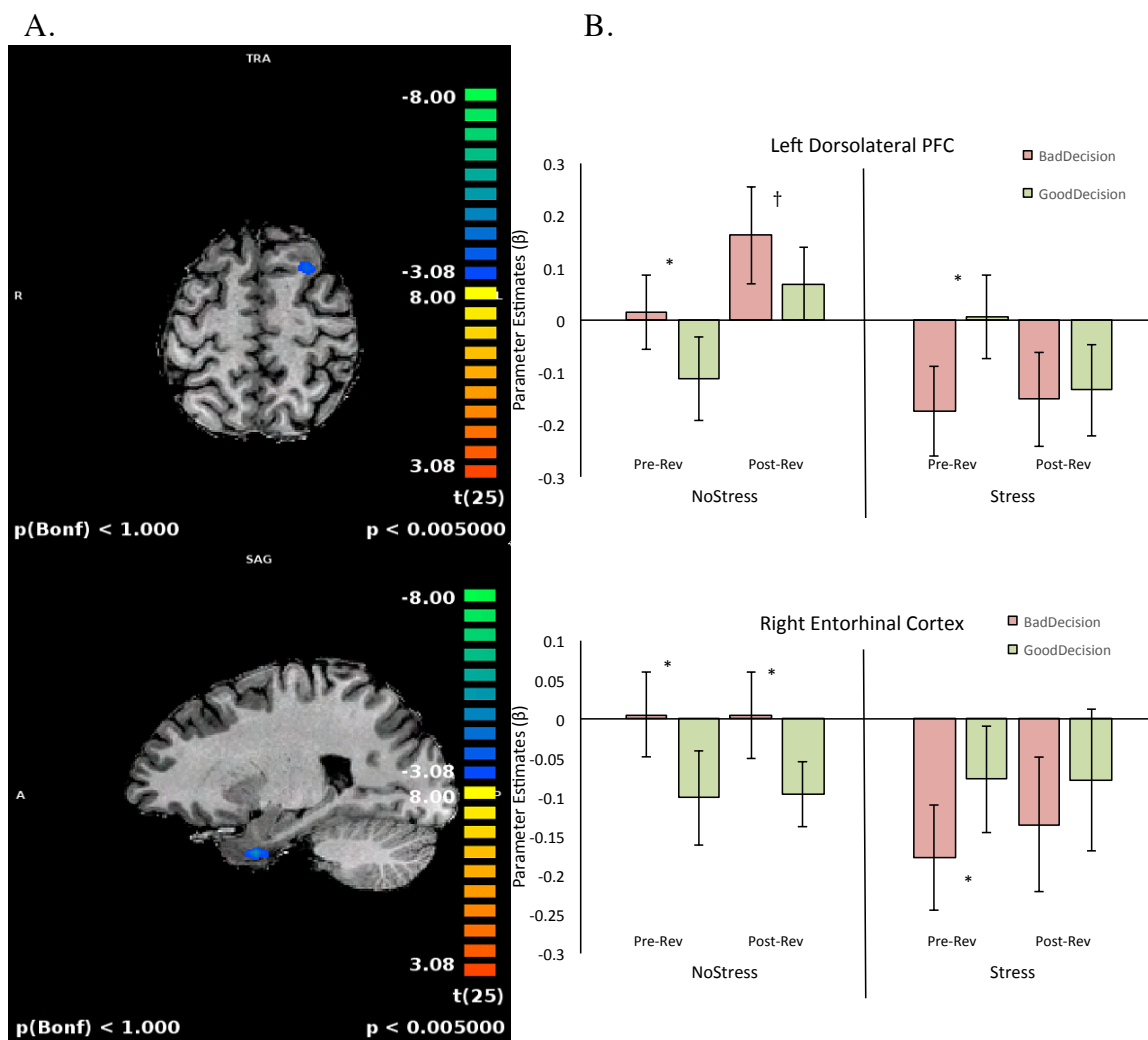 A.
TRA
-8.00
-3.08
8.00
R
L
3.08
t(25)
p(Bonf) < 1.000
p < 0.005000
SAG
-8.00
-3.08
8.00
A
P
3.08
t(25)
p(Bonf) < 1.000
p < 0.005000
B.
Left Dorsolateral PFC
BadDecision
GoodDecision
Parameter Estimates (β)
0.3
0.2
0.1
0
-0.1
-0.2
-0.3
*
†
*
Pre-Rev
Post-Rev
Pre-Rev
Post-Rev
NoStress
Stress
Right Entorhinal Cortex
BadDecision
GoodDecision
Parameter Estimates (β)
0.1
0.05
0
-0.05
-0.1
-0.15
-0.2
-0.25
-0.3
*
*
*
Pre-Rev
Post-Rev
Pre-Rev
Post-Rev
NoStress
Stress